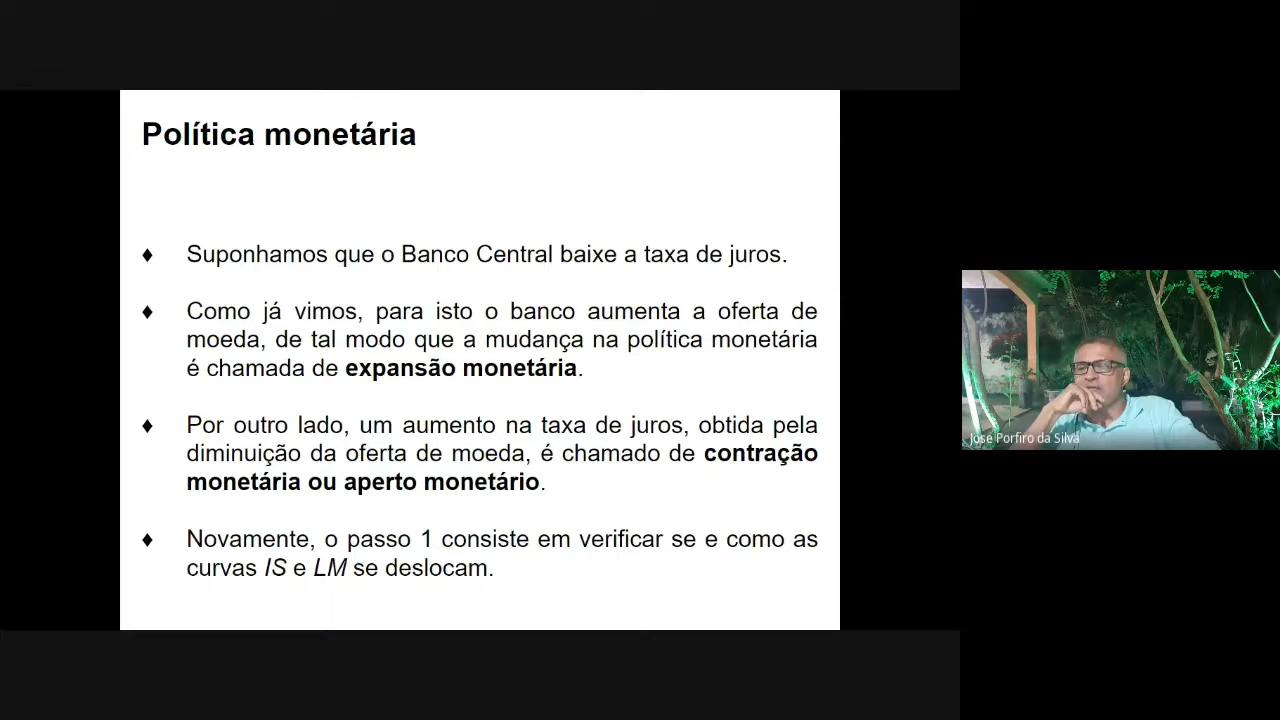 Política monetária
♦ Suponhamos que o Banco Central baixe a taxa de juros.
♦ Como já vimos, para isto o banco aumenta a oferta de
moeda, de tal modo que a mudança na política monetária
é chamada de expansão monetária.
♦ Por outro lado, um aumento na taxa de juros, obtida pela
diminuição da oferta de moeda, é chamado de contração
monetária ou aperto monetário.
♦ Novamente, o passo 1 consiste em verificar se e como as
curvas IS e LM se deslocam.
Jose Porfiro da Silva